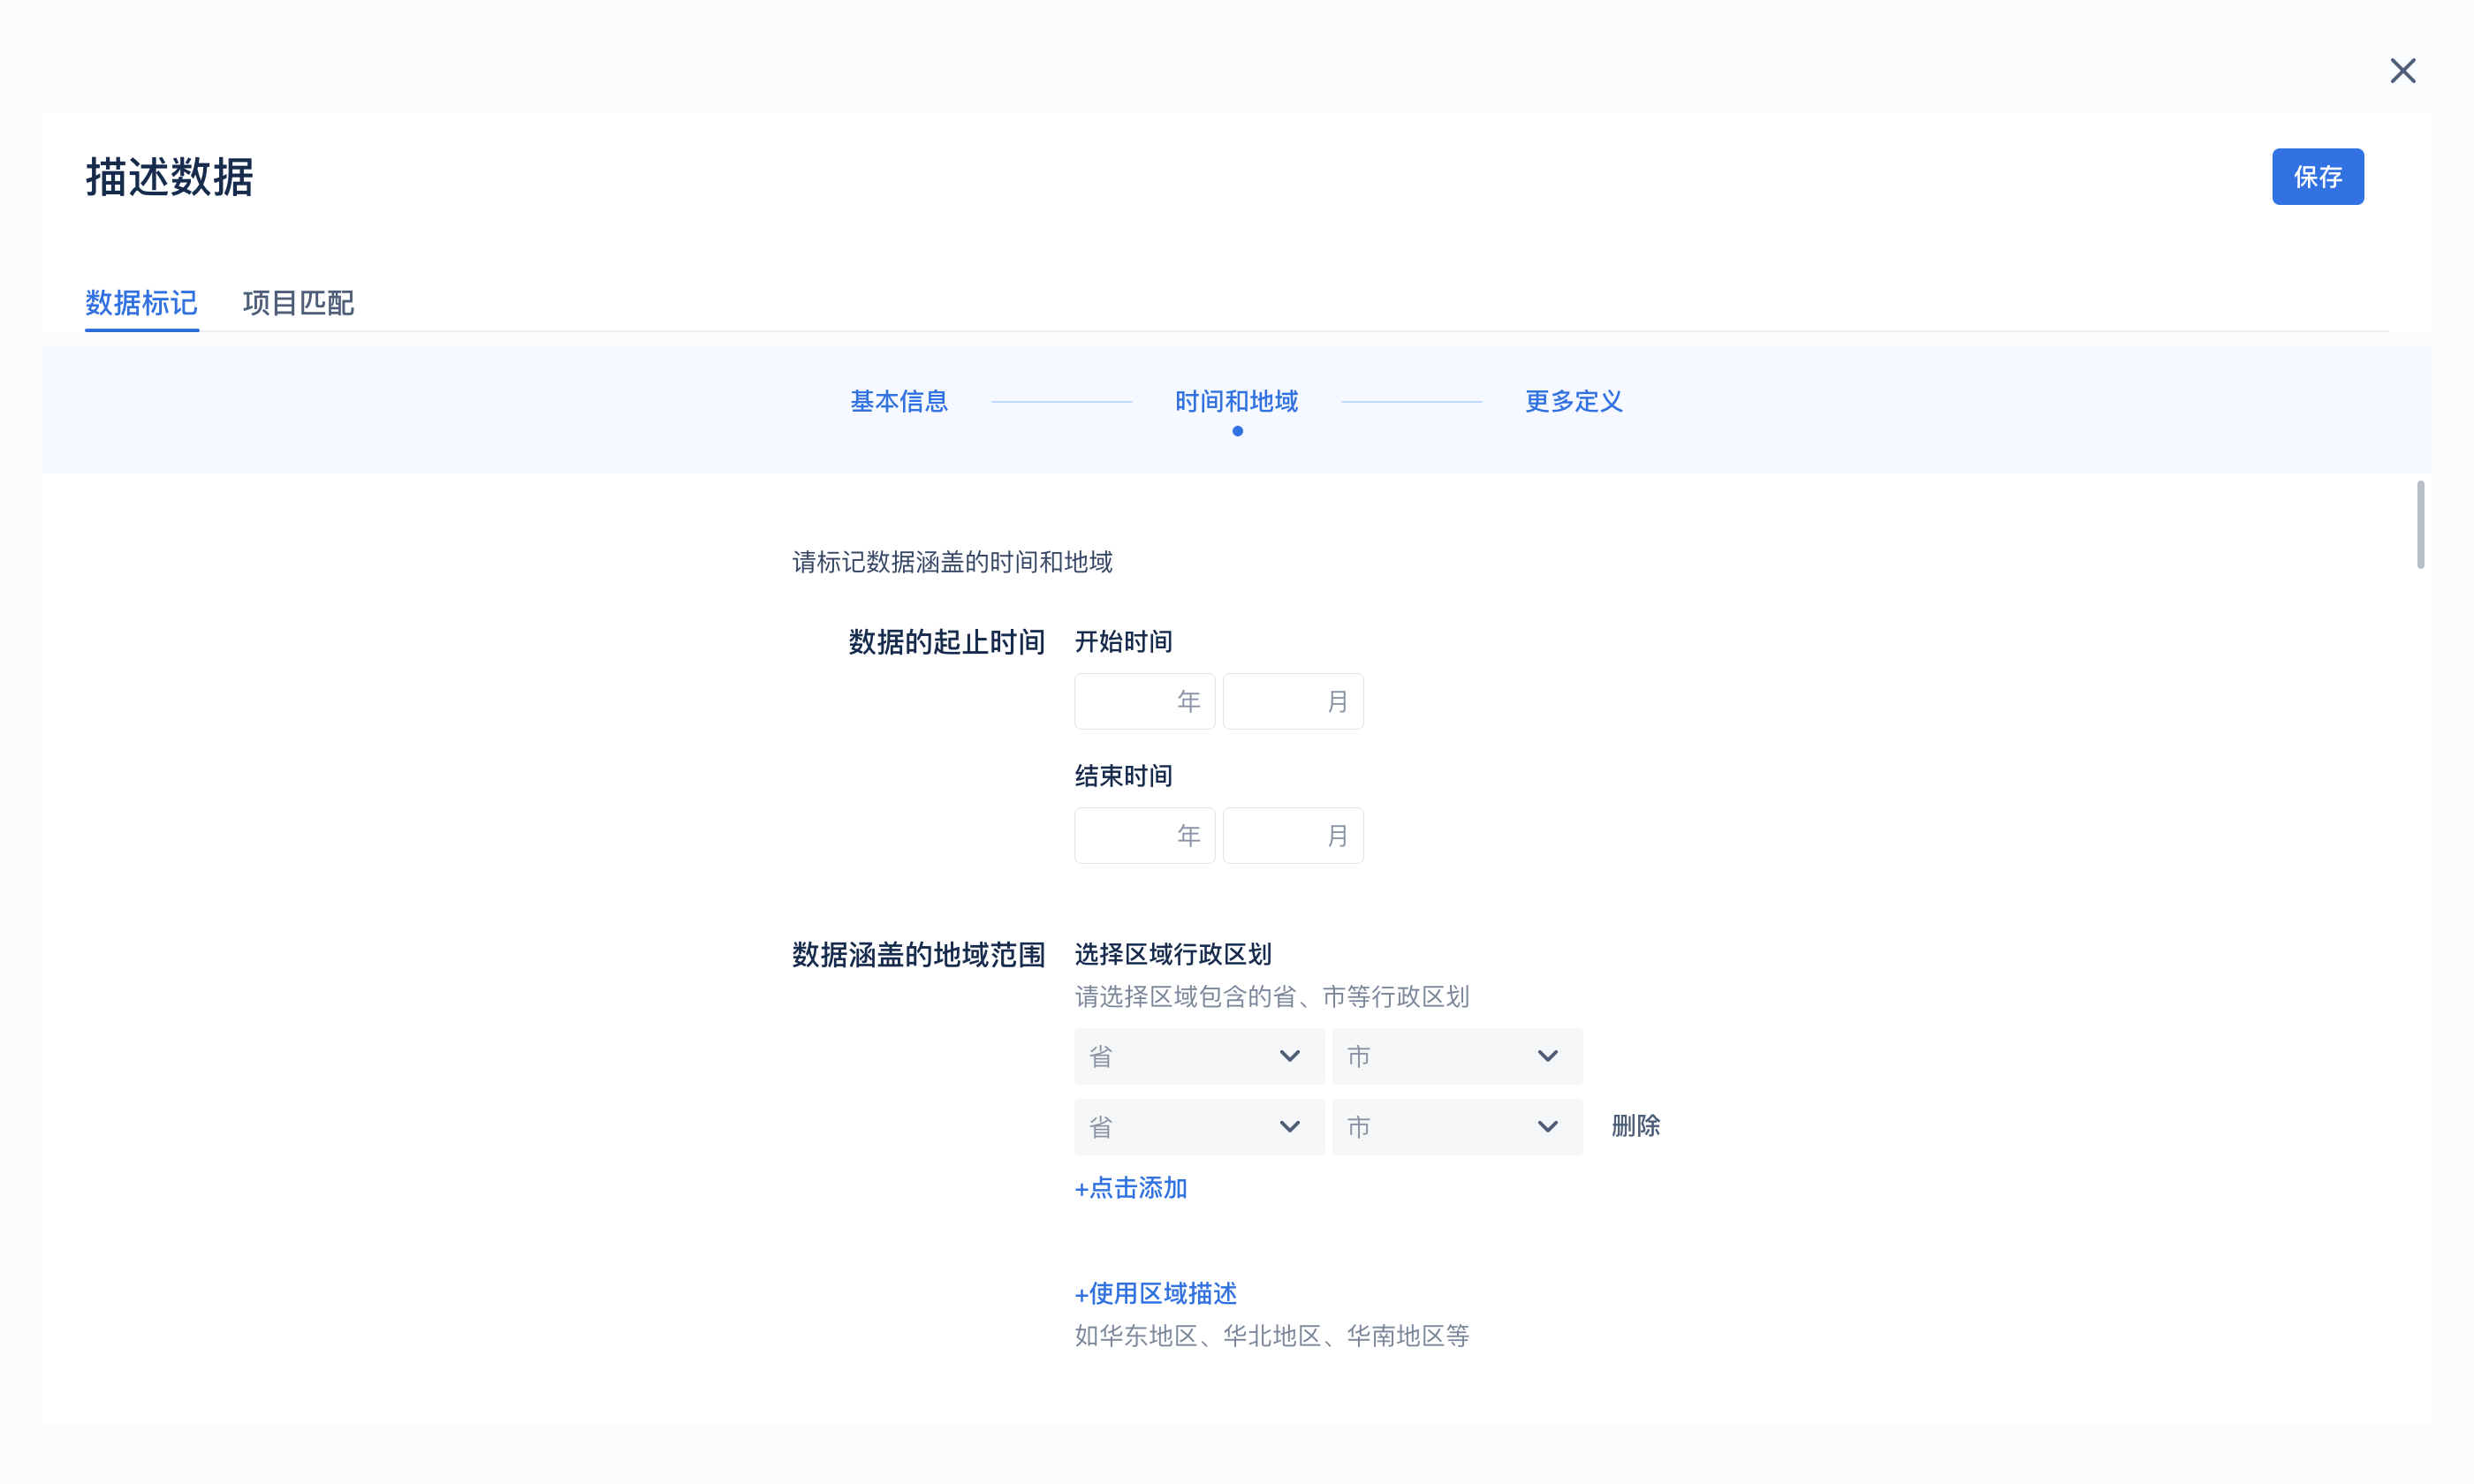 描述数据
保存
数据标记 项目匹配
基本信息 时间和地域 更多定义
请标记数据涵盖的时间和地域
数据的起止时间 开始时间
年 月
结束时间
年 月
数据涵盖的地域范围 选择区域行政区划
请选择区域包含的省、市等行政区划
省 市
省 市 删除
+点击添加
+使用区域描述
如华东地区、华北地区、华南地区等